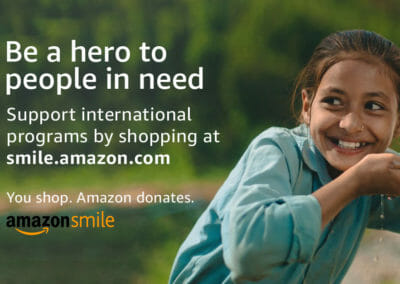 Be a hero to
people in need
Support international
programs by shopping at
smile.amazon.com
You shop. Amazon donates.
amazonsmile